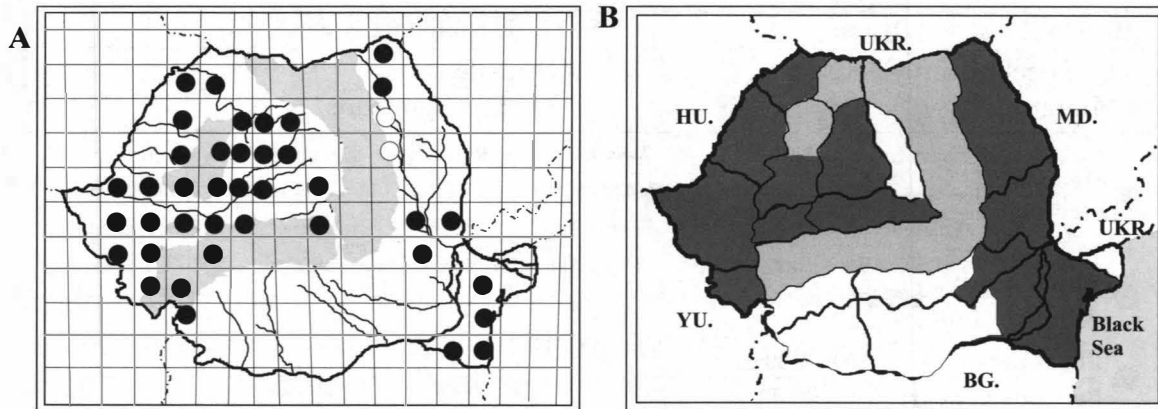 A
B
UKR.
HU.
MD.
UKR.
YU.
Black
Sea
BG.